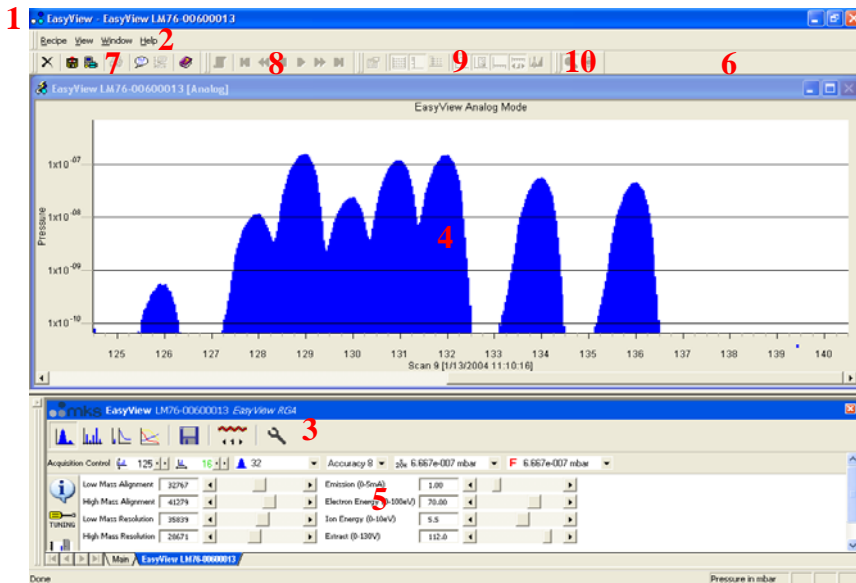 1
EasyView - EasyView LM76-00600013
Recipe View Window Help
2
7 8 9 10 6
EasyView LM76-00600013 [Analog]
EasyView Analog Mode
Pressure
1x10-07
1x10-08
4
1x10-09
1x10-10
125 126 127 128 129 130 131 132 133 134 135 136 137 138 139 140
Scan 9 [1/13/2004 11:10:16]
mks EasyView LM76-00600013 EasyView RGA
3
Acquisition Control 125 16 32 Accuracy 8 6.667e-007 mbar F 6.667e-007 mbar
Low Mass Alignment 32767 Emission (0-5mA) 1.00
High Mass Alignment 41279 Electron Energy (0-100eV) 70.00
5
TUNING
Low Mass Resolution 35839 Ion Energy (0-10eV) 5.5
High Mass Resolution 28671 Extract (0-130V) 112.0
Main EasyView LM76-00600013
Done Pressure in mbar